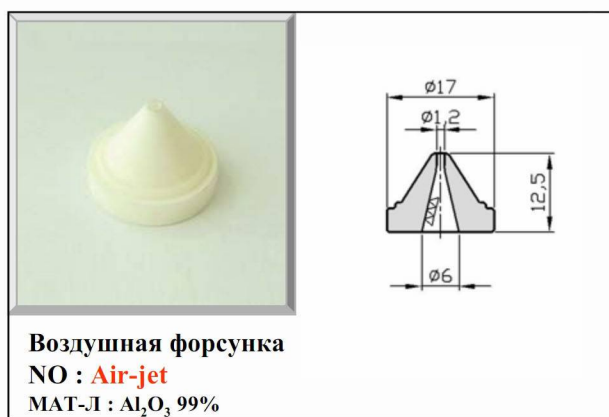 Ø17
Ø1,2
12,5
Ø6
Воздушная форсунка
NO : Air-jet
МАТ-Л : Al₂O₃ 99%